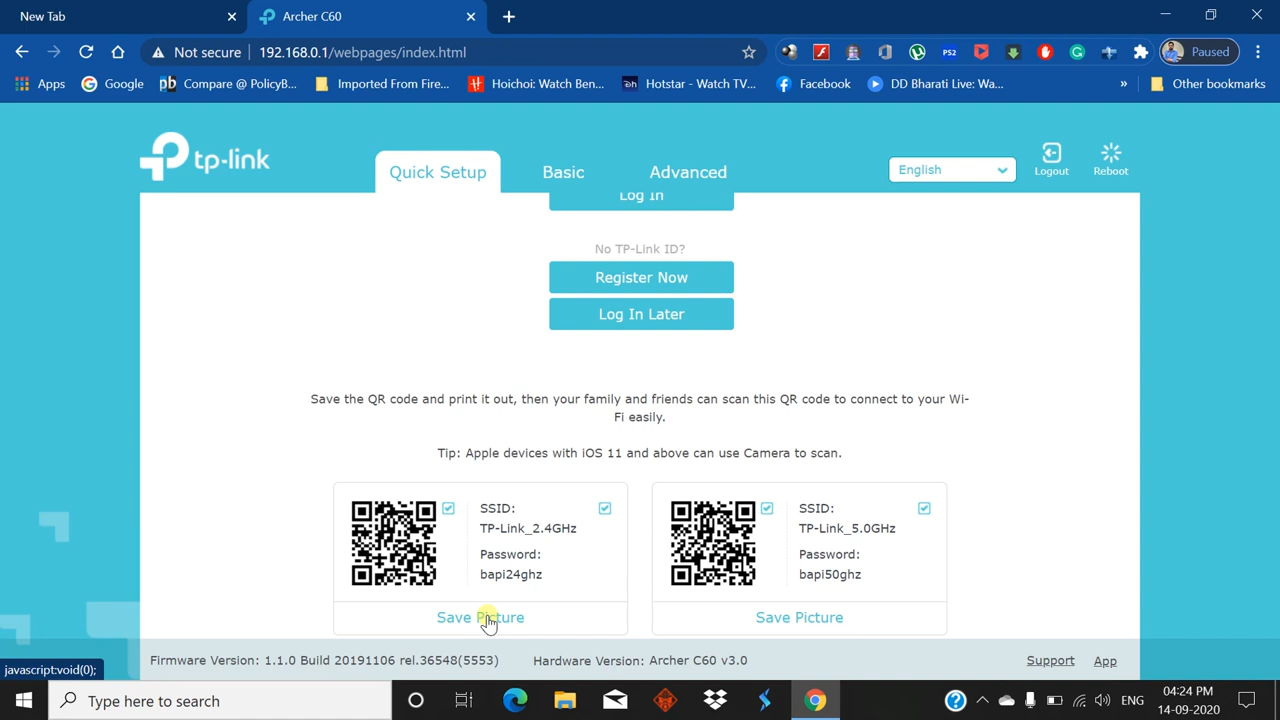 New Tab
Archer C60
Not secure
192.168.0.1/webpages/index.html
PS2
Paused
Apps
Google
Compare @ PolicyB...
Imported From Fire...
Hoichoi: Watch Ben...
Hotstar - Watch TV...
Facebook
DD Bharati Live: Wa...
»
Other bookmarks
tp-link
Quick Setup
Basic
Advanced
English
Logout
Reboot
Log In
No TP-Link ID?
Register Now
Log In Later
Save the QR code and print it out, then your family and friends can scan this QR code to connect to your Wi-
Fi easily.
Tip: Apple devices with iOS 11 and above can use Camera to scan.
SSID:
TP-Link_2.4GHz
Password:
bapi24ghz
Save Picture
SSID:
TP-Link_5.0GHz
Password:
bapi50ghz
Save Picture
Firmware Version: 1.1.0 Build 20191106 rel.36548(5553)
Hardware Version: Archer C60 v3.0
Support
App
javascript:void(0);
Type here to search
ENG
04:24 PM
14-09-2020